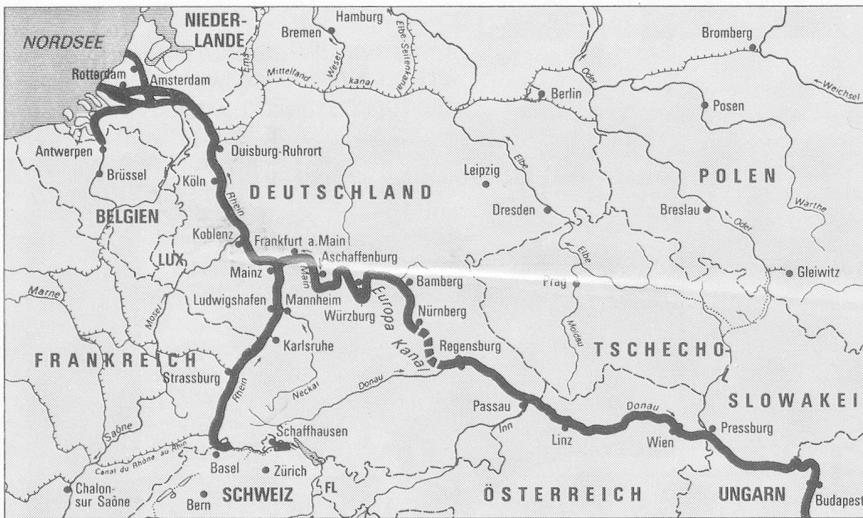 NORDSEE
NIEDER-
LANDE
Hamburg
Bremen
Weser
Elbe-Seitenkanal
Ems
Mittelland-
kanal
Rotterdam
Amsterdam
Berlin
Oder
Bromberg
Weichsel
Posen
Antwerpen
Brüssel
Duisburg-Ruhrort
Köln
Rhein
DEUTSCHLAND
Leipzig
Elbe
Dresden
POLEN
Warthe
Breslau
Oder
BELGIEN
Koblenz
LUX.
Frankfurt a.Main
Aschaffenburg
Main
Mainz
Bamberg
Elbe
Prag
Gleiwitz
Marne
Mosel
Ludwigshafen
Mannheim
Würzburg
Nürnberg
Europa
Kanal
Moldau
FRANKREICH
Karlsruhe
Regensburg
TSCHECHO-
Strassburg
Rhein
Neckar
Donau
SLOWAKEI
Saône
Schaffhausen
Passau
Inn
Donau
Linz
Wien
Pressburg
Canal du Rhône au Rhin
Basel
Zürich
Chalon-
sur Saône
Bern
SCHWEIZ
FL
ÖSTERREICH
UNGARN
Budapest